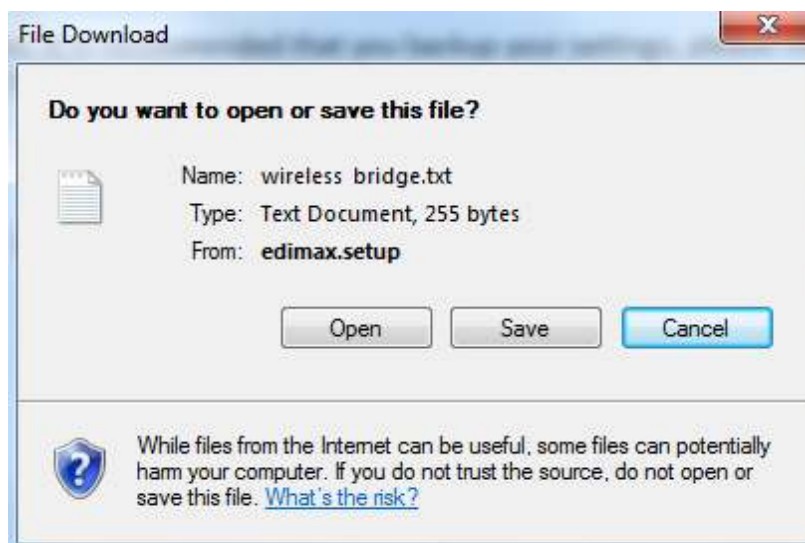 File Download
Do you want to open or save this file?
Name: wireless bridge.txt
Type: Text Document, 255 bytes
From: edimax.setup
Open Save Cancel
While files from the Internet can be useful, some files can potentially
harm your computer. If you do not trust the source, do not open or
save this file. What's the risk?